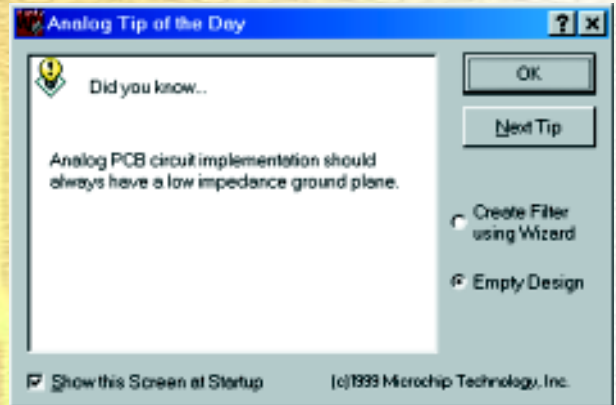 Analog Tip of the Day
Did you know...
Analog PCB circuit implementation should
always have a low impedance ground plane.
OK
Next Tip
Create Filter
using Wizard
Empty Design
Show this Screen at Startup
(c)1999 Microchip Technology, Inc.